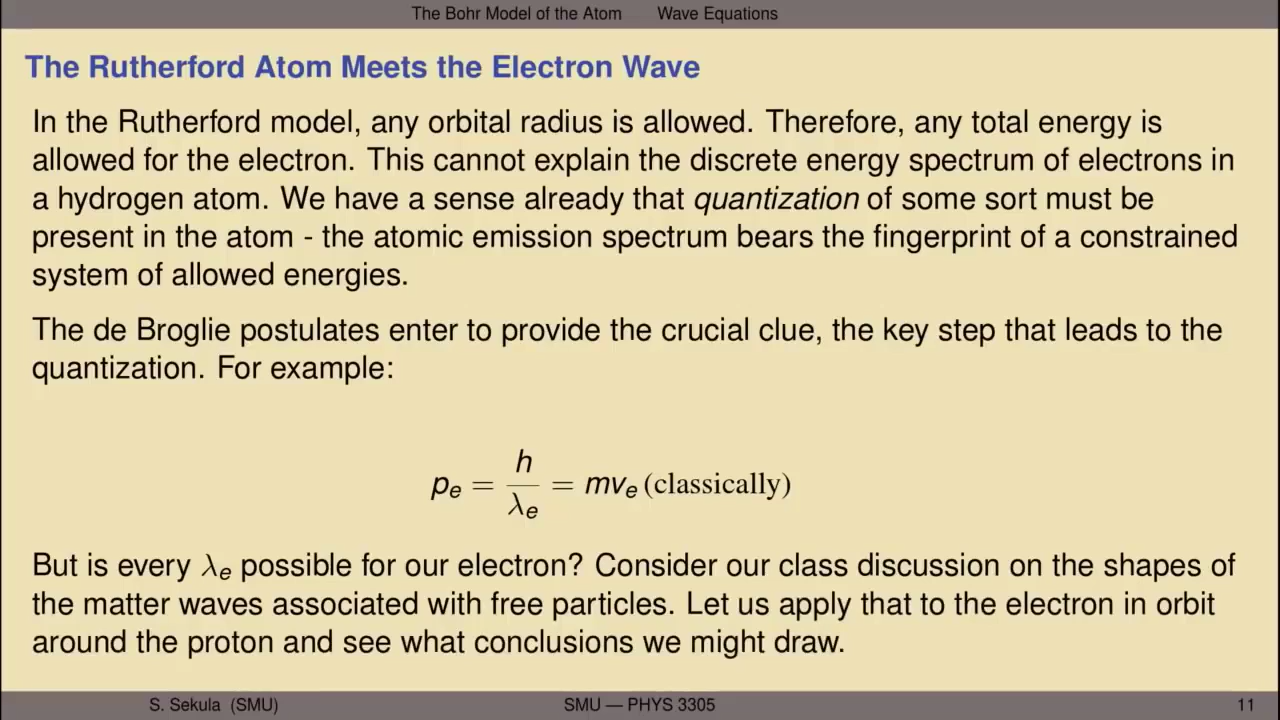 The Bohr Model of the Atom Wave Equations
The Rutherford Atom Meets the Electron Wave
In the Rutherford model, any orbital radius is allowed. Therefore, any total energy is
allowed for the electron. This cannot explain the discrete energy spectrum of electrons in
a hydrogen atom. We have a sense already that quantization of some sort must be
present in the atom - the atomic emission spectrum bears the fingerprint of a constrained
system of allowed energies.
The de Broglie postulates enter to provide the crucial clue, the key step that leads to the
quantization. For example:
pₑ = h/λₑ = mvₑ (classically)
But is every λₑ possible for our electron? Consider our class discussion on the shapes of
the matter waves associated with free particles. Let us apply that to the electron in orbit
around the proton and see what conclusions we might draw.
S. Sekula (SMU) SMU — PHYS 3305 11